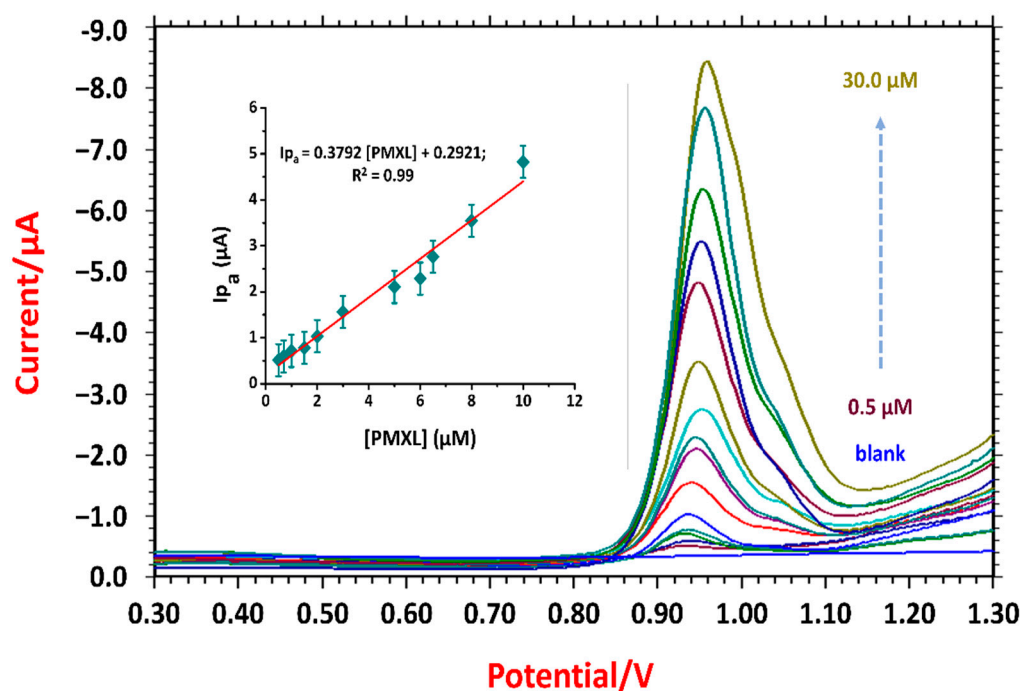 Current/µA
-9.0
-8.0
-7.0
-6.0
-5.0
-4.0
-3.0
-2.0
-1.0
0.0
0.30 0.40 0.50 0.60 0.70 0.80 0.90 1.00 1.10 1.20 1.30
Potential/V
30.0 µM
0.5 µM
blank
Ipa (µA)
6
5
4
3
2
1
0
Ipa = 0.3792 [PMXL] + 0.2921;
R² = 0.99
0 2 4 6 8 10 12
[PMXL] (µM)